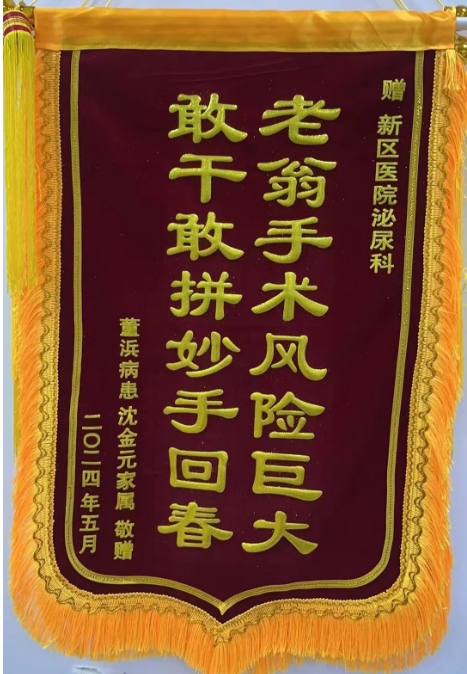 赠 新区医院泌尿科
老翁手术风险巨大
敢干敢拼妙手回春
董浜病患 沈金元家属 敬赠
二〇二四年五月